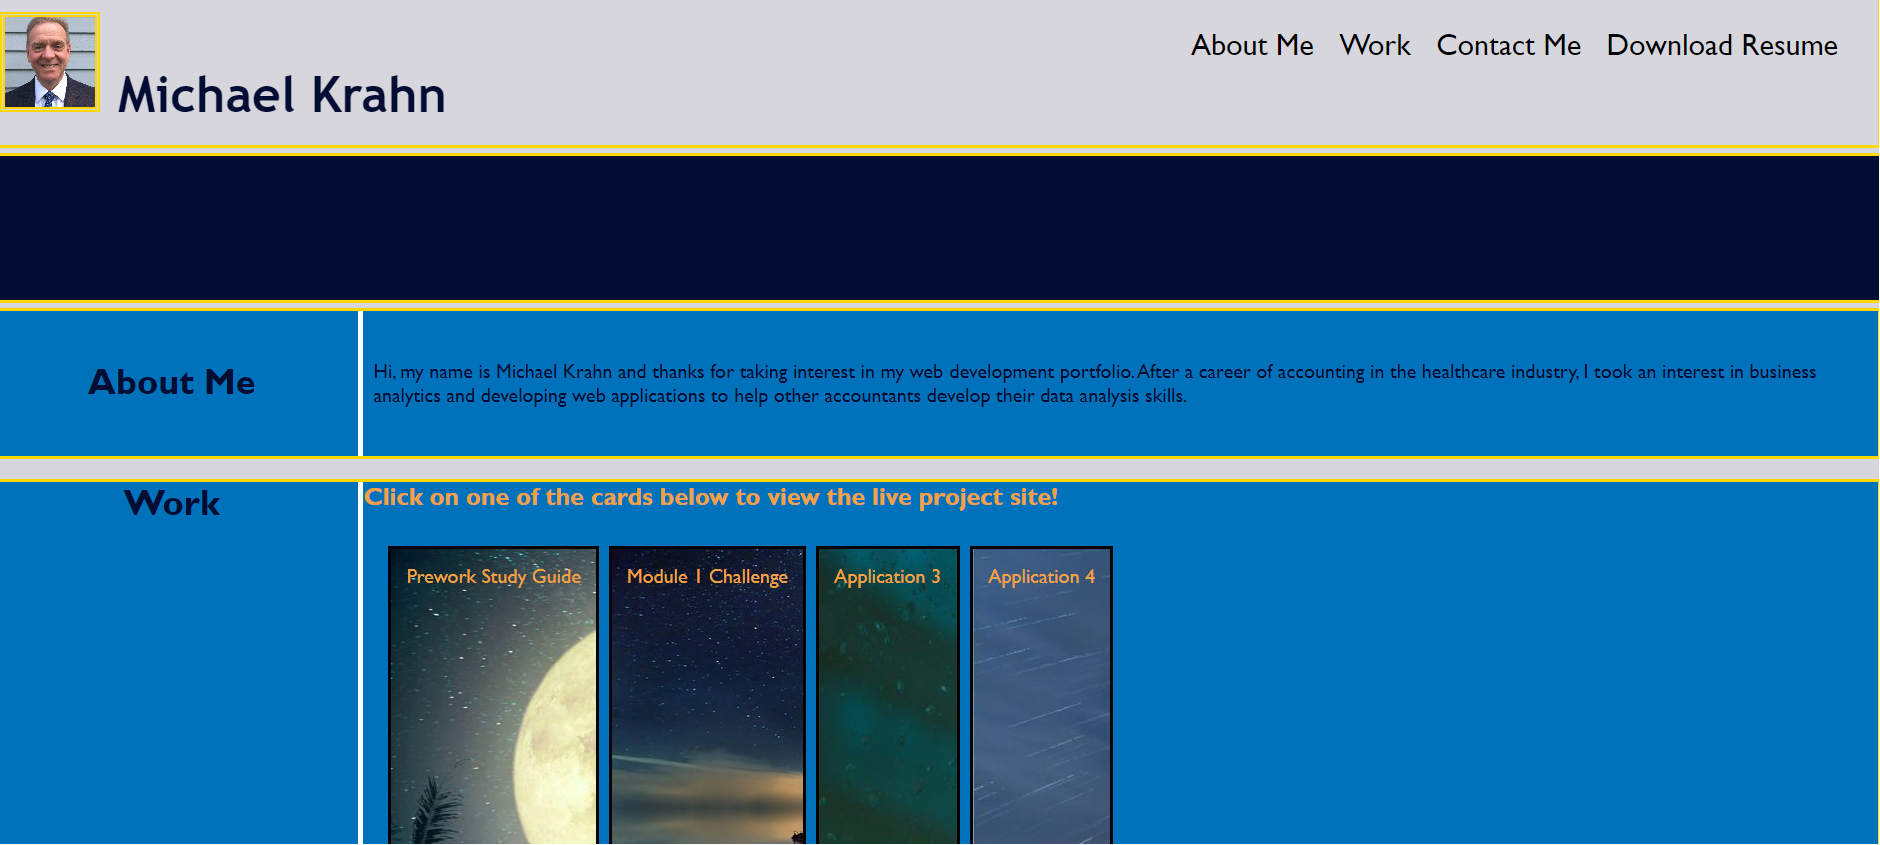 Michael Krahn
About Me Work Contact Me Download Resume
About Me
Hi, my name is Michael Krahn and thanks for taking interest in my web development portfolio. After a career of accounting in the healthcare industry, I took an interest in business
analytics and developing web applications to help other accountants develop their data analysis skills.
Work
Click on one of the cards below to view the live project site!
Prework Study Guide
Module 1 Challenge
Application 3
Application 4